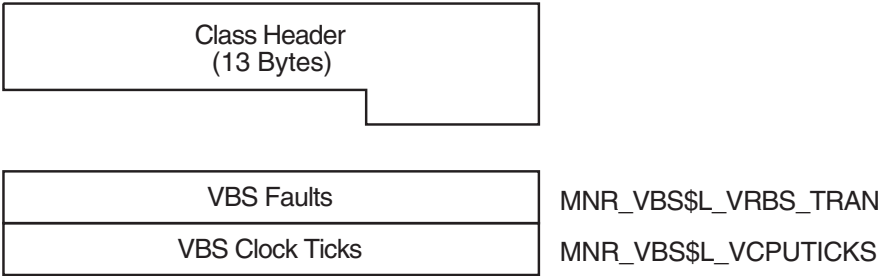 Class Header
(13 Bytes)
VBS Faults MNR_VBS$L_VRBS_TRAN
VBS Clock Ticks MNR_VBS$L_VCPUTICKS